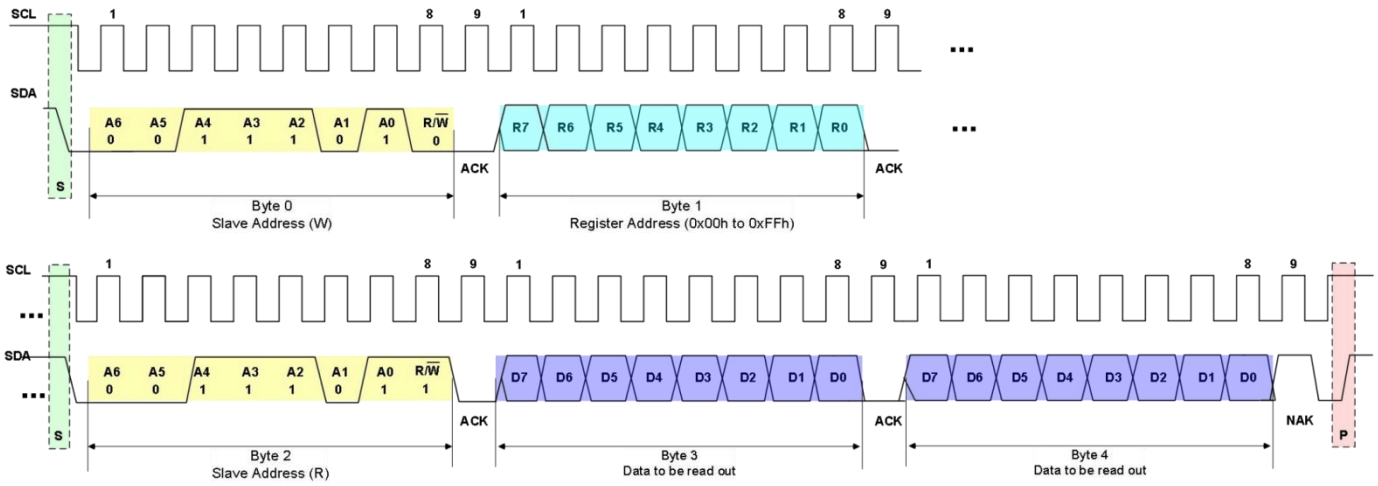 SCL 1 8 9 1 8 9
...
SDA
A6 A5 A4 A3 A2 A1 A0 R/W̅ R7 R6 R5 R4 R3 R2 R1 R0 ...
0 0 1 1 1 0 1 0
ACK ACK
S
Byte 0 Byte 1
Slave Address (W) Register Address (0x00h to 0xFFh)
SCL 1 8 9 1 8 9 1 8 9
...
SDA
A6 A5 A4 A3 A2 A1 A0 R/W̅ D7 D6 D5 D4 D3 D2 D1 D0 D7 D6 D5 D4 D3 D2 D1 D0
... 0 0 1 1 1 0 1 1
ACK ACK NAK
S P
Byte 2 Byte 3 Byte 4
Slave Address (R) Data to be read out Data to be read out